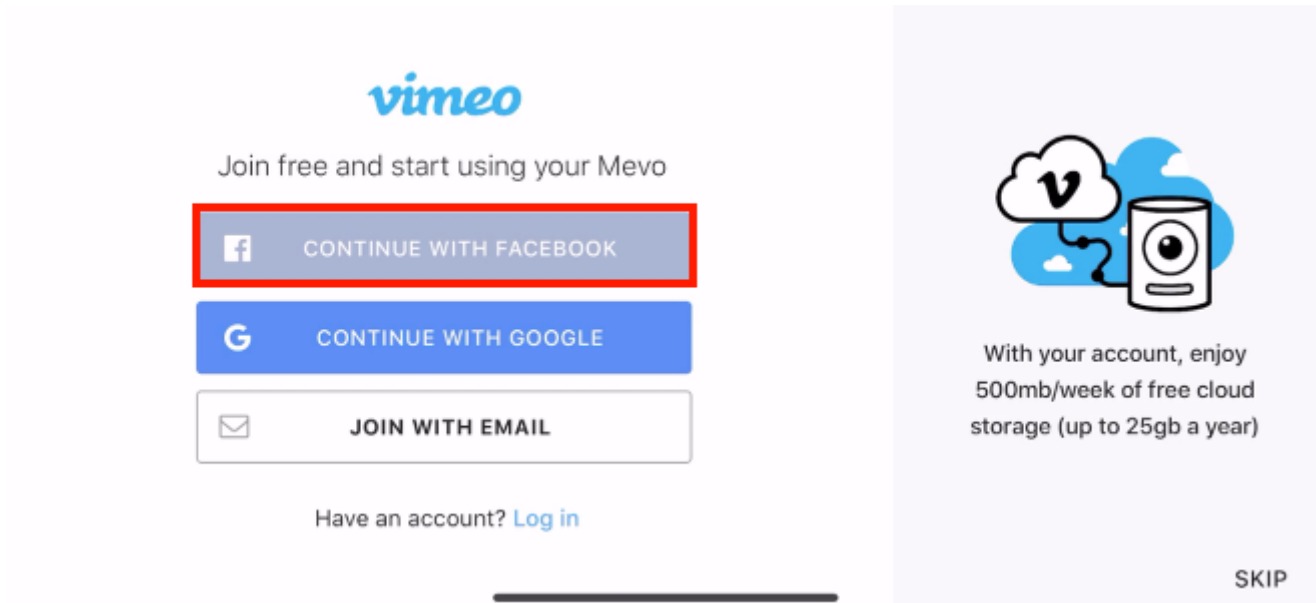 vimeo
Join free and start using your Mevo
CONTINUE WITH FACEBOOK
CONTINUE WITH GOOGLE
JOIN WITH EMAIL
Have an account? Log in
With your account, enjoy
500mb/week of free cloud
storage (up to 25gb a year)
SKIP